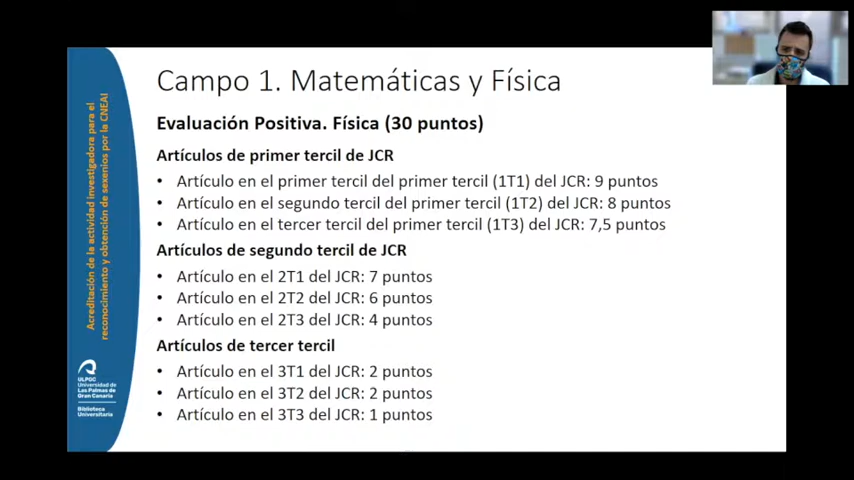 Campo 1. Matemáticas y Física
Evaluación Positiva. Física (30 puntos)
Artículos de primer tercil de JCR
• Artículo en el primer tercil del primer tercil (1T1) del JCR: 9 puntos
• Artículo en el segundo tercil del primer tercil (1T2) del JCR: 8 puntos
• Artículo en el tercer tercil del primer tercil (1T3) del JCR: 7,5 puntos
Artículos de segundo tercil de JCR
• Artículo en el 2T1 del JCR: 7 puntos
• Artículo en el 2T2 del JCR: 6 puntos
• Artículo en el 2T3 del JCR: 4 puntos
Artículos de tercer tercil
• Artículo en el 3T1 del JCR: 2 puntos
• Artículo en el 3T2 del JCR: 2 puntos
• Artículo en el 3T3 del JCR: 1 puntos
Acreditación de la actividad investigadora para el
reconocimiento y obtención de sexenios por la CNEAI
ULPGC
Universidad de
Las Palmas de
Gran Canaria
Biblioteca
Universitaria